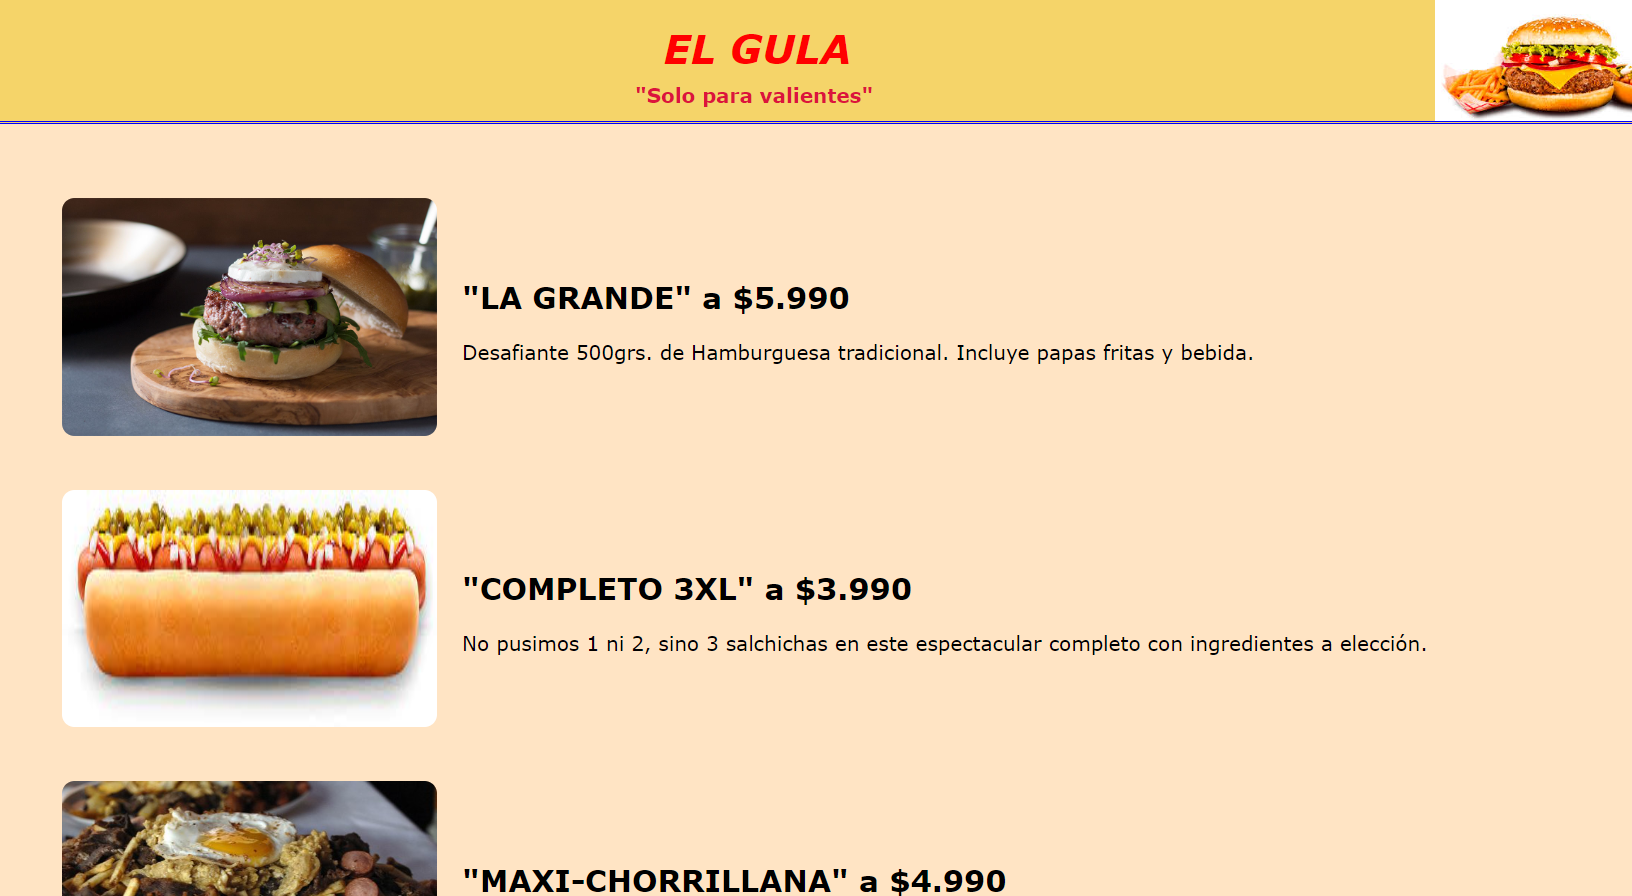 EL GULA
"Solo para valientes"
"LA GRANDE" a $5.990
Desafiante 500grs. de Hamburguesa tradicional. Incluye papas fritas y bebida.
"COMPLETO 3XL" a $3.990
No pusimos 1 ni 2, sino 3 salchichas en este espectacular completo con ingredientes a elección.
"MAXI-CHORRILLANA" a $4.990